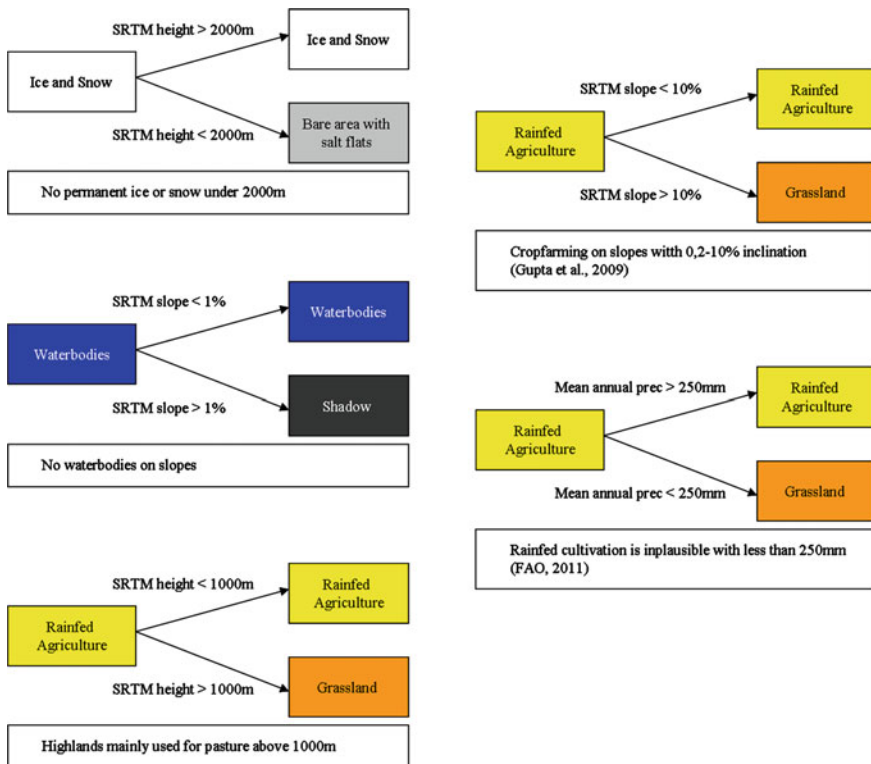 SRTM height > 2000m
Ice and Snow
Ice and Snow
SRTM height < 2000m
Bare area with
salt flats
No permanent ice or snow under 2000m
SRTM slope < 1%
Waterbodies
Waterbodies
SRTM slope > 1%
Shadow
No waterbodies on slopes
SRTM height < 1000m
Rainfed
Agriculture
Rainfed
Agriculture
SRTM height > 1000m
Grassland
Highlands mainly used for pasture above 1000m
SRTM slope < 10%
Rainfed
Agriculture
Rainfed
Agriculture
SRTM slope > 10%
Grassland
Cropfarming on slopes witth 0,2-10% inclination
(Gupta et al., 2009)
Mean annual prec > 250mm
Rainfed
Agriculture
Rainfed
Agriculture
Mean annual prec < 250mm
Grassland
Rainfed cultivation is inplausible with less than 250mm
(FAO, 2011)